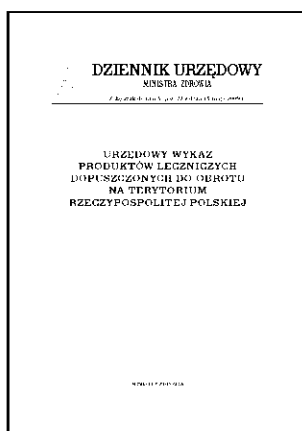 DZIENNIK URZĘDOWY
MINISTRA ZDROWIA
URZĘDOWY WYKAZ
PRODUKTÓW LECZNICZYCH
DOPUSZCZONYCH DO OBROTU
NA TERYTORIUM
RZECZYPOSPOLITEJ POLSKIEJ